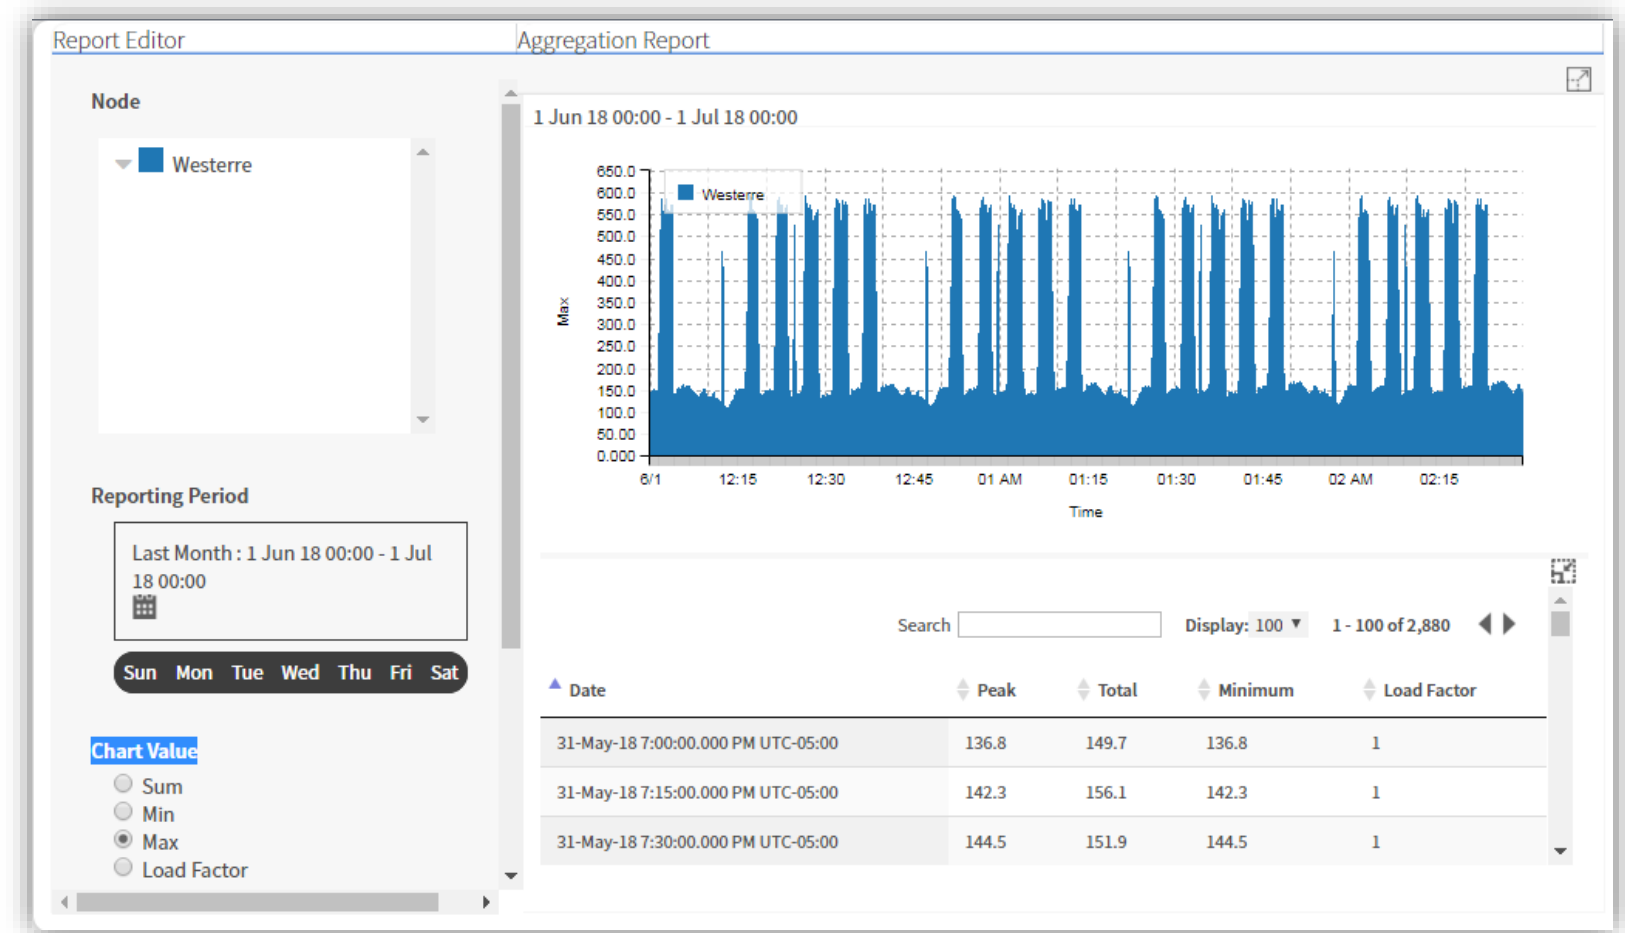 Report Editor
Aggregation Report
Node
Westerre
Reporting Period
Last Month : 1 Jun 18 00:00 - 1 Jul
18 00:00
Sun Mon Tue Wed Thu Fri Sat
Chart Value
Sum
Min
Max
Load Factor
1 Jun 18 00:00 - 1 Jul 18 00:00
Westerre
650.0
600.0
550.0
500.0
450.0
400.0
350.0
300.0
250.0
200.0
150.0
100.0
50.00
0.000
Max
6/1 12:15 12:30 12:45 01 AM 01:15 01:30 01:45 02 AM 02:15
Time
Search Display: 100 1 - 100 of 2,880
Date Peak Total Minimum Load Factor
31-May-18 7:00:00.000 PM UTC-05:00 136.8 149.7 136.8 1
31-May-18 7:15:00.000 PM UTC-05:00 142.3 156.1 142.3 1
31-May-18 7:30:00.000 PM UTC-05:00 144.5 151.9 144.5 1